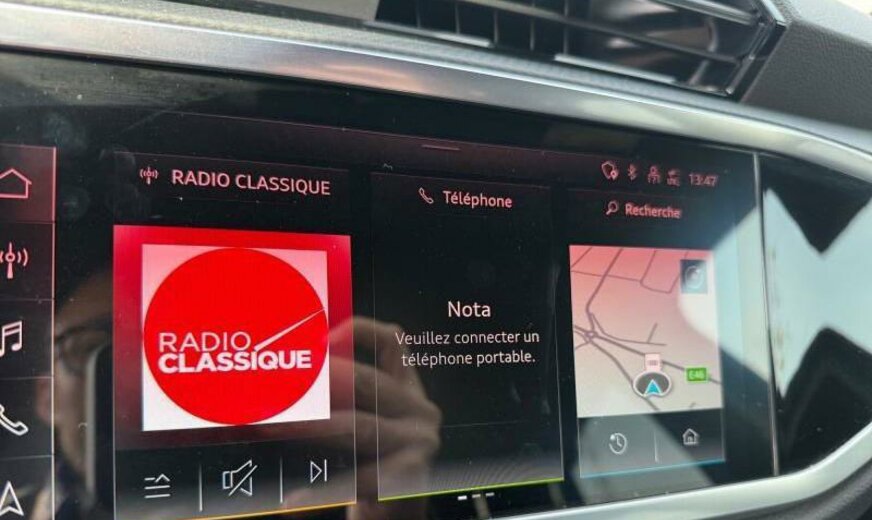 RADIO CLASSIQUE
RADIO
CLASSIQUE
Téléphone
Nota
Veuillez connecter un
téléphone portable.
13:47
Recherche
E46